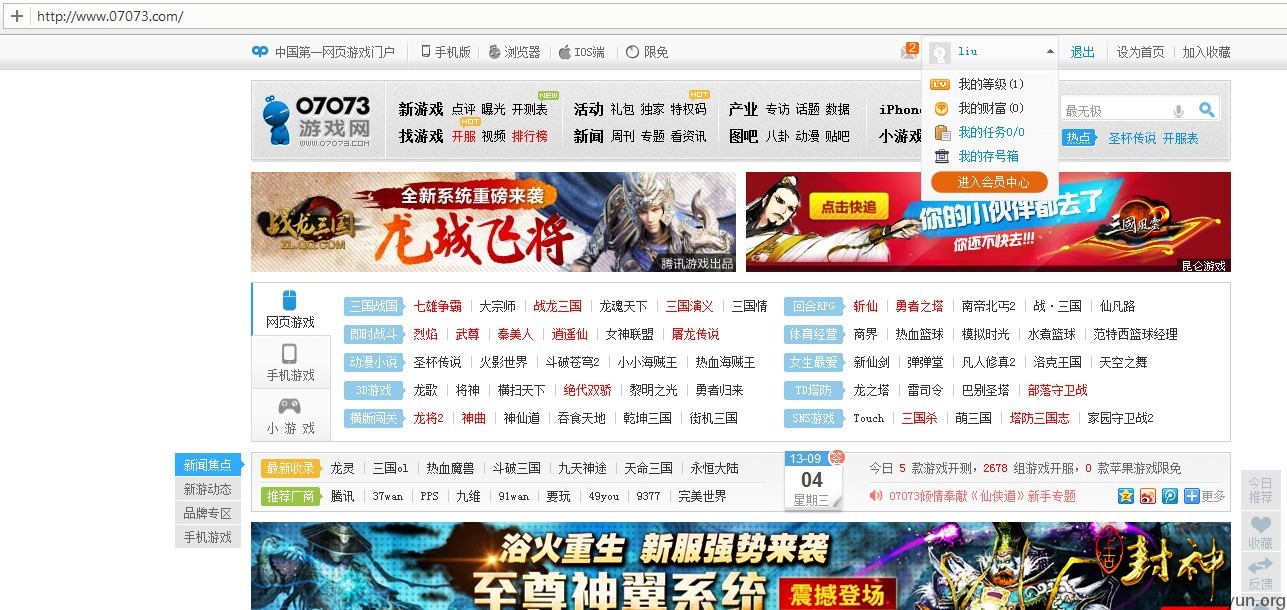 http://www.07073.com/
中国第一网页游戏门户 手机版 浏览器 IOS端 限免 2 liu 退出 设为首页 加入收藏
07073 游戏网 WWW.07073.COM
新游戏 点评 曝光 开测表 NEW 活动 礼包 独家 特权码 HOT 产业 专访 话题 数据 iPhon
找游戏 开服 HOT 视频 排行榜 新闻 周刊 专题 看资讯 图吧 八卦 动漫 贴吧 小游戏
LV 我的等级(1)
我的财富(0)
我的任务0/0
我的存号箱
进入会员中心
最无极
热点 圣杯传说 开服表
战龙三国 ZL.QQ.COM 全新系统重磅来袭 龙城飞将 腾讯游戏出品
点击快追 你的小伙伴都去了 你还不快去!!! 三國風雲 昆仑游戏
网页游戏
手机游戏
小 游 戏
三国战国 七雄争霸 大宗师 战龙三国 龙魂天下 三国演义 三国情 回合RPG 斩仙 勇者之塔 南帝北丐2 战·三国 仙凡路
即时战斗 烈焰 武尊 秦美人 逍遥仙 女神联盟 屠龙传说 体育经营 商界 热血篮球 模拟时光 水煮篮球 范特西篮球经理
动漫小说 圣杯传说 火影世界 斗破苍穹2 小小海贼王 热血海贼王 女生最爱 新仙剑 弹弹堂 凡人修真2 洛克王国 天空之舞
3D游戏 龙歌 将神 横扫天下 绝代双骄 黎明之光 勇者归来 TD塔防 龙之塔 雷司令 巴别圣塔 部落守卫战
横版闯关 龙将2 神曲 神仙道 吞食天地 乾坤三国 街机三国 SNS游戏 Touch 三国杀 萌三国 塔防三国志 家园守卫战2
新闻焦点
新游动态
品牌专区
手机游戏
最新收录 龙灵 三国ol 热血魔兽 斗破三国 九天神途 天命三国 永恒大陆
推荐厂商 腾讯 37wan PPS 九维 91wan 要玩 49you 9377 完美世界
13-09 签
04
星期三
今日 5 款游戏开测，2678 组游戏开服，0 款苹果游戏限免
07073倾情奉献《仙侠道》新手专题 更多
今日推荐
收藏
反馈
浴火重生 新服强势来袭
至尊神翼系统 震撼登场
上古 封神